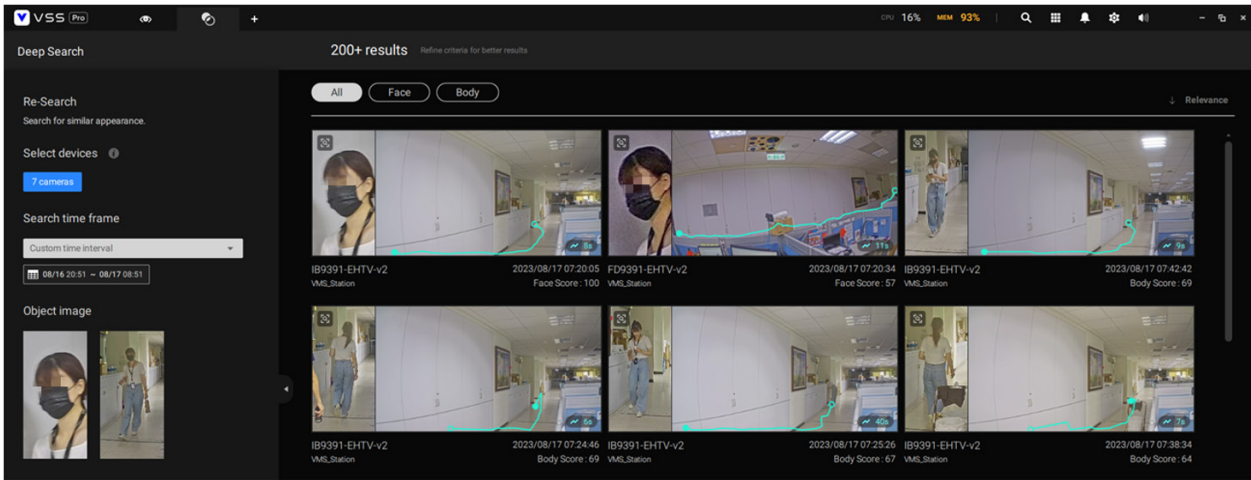 VSS Pro
CPU 16% MEM 93%
Deep Search
200+ results Refine criteria for better results
Re-Search
Search for similar appearance.
Select devices
7 cameras
Search time frame
Custom time interval
08/16 20:51 ~ 08/17 08:51
Object image
All Face Body
↓ Relevance
8s
IB9391-EHTV-v2 2023/08/17 07:20:05
VMS_Station Face Score : 100
11s
FD9391-EHTV-v2 2023/08/17 07:20:34
VMS_Station Face Score : 57
9s
IB9391-EHTV-v2 2023/08/17 07:42:42
VMS_Station Body Score : 69
6s
IB9391-EHTV-v2 2023/08/17 07:24:46
VMS_Station Body Score : 69
40s
IB9391-EHTV-v2 2023/08/17 07:25:26
VMS_Station Body Score : 67
7s
IB9391-EHTV-v2 2023/08/17 07:38:34
VMS_Station Body Score : 64